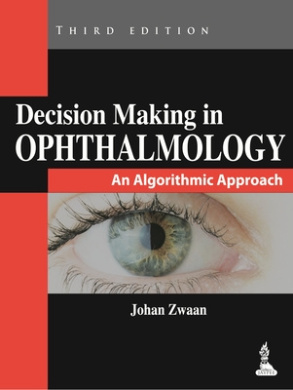 THIRD EDITION
Decision Making in
OPHTHALMOLOGY
An Algorithmic Approach
Johan Zwaan